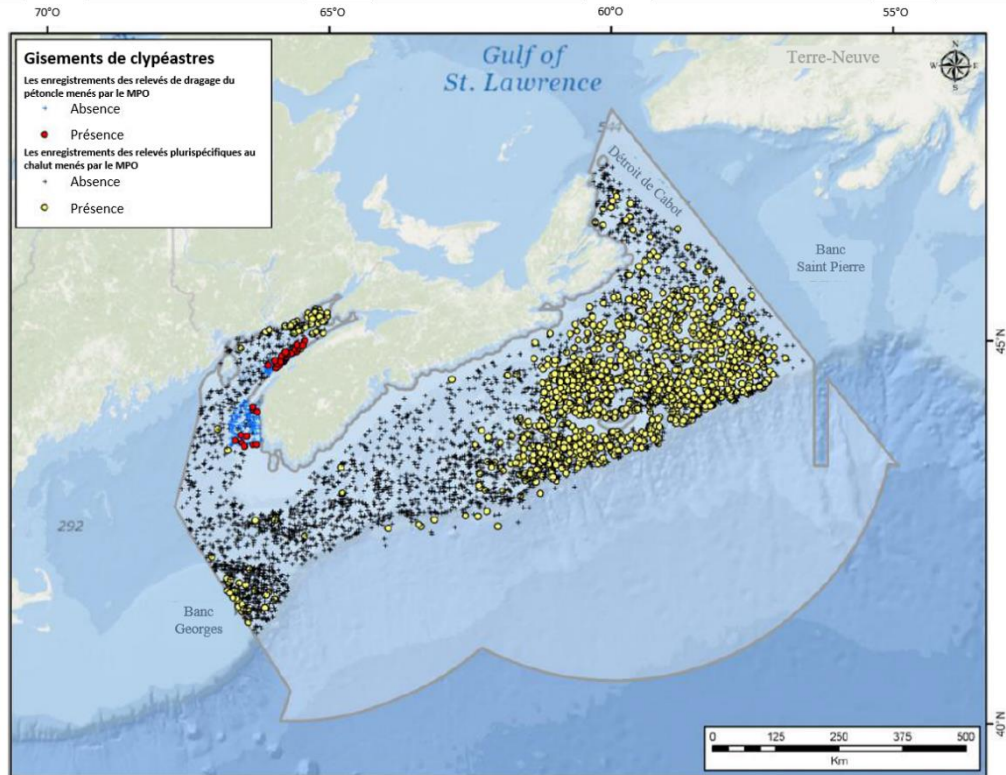 70°O
65°O
60°O
55°O
Gisements de clypéastres
Les enregistrements des relevés de dragage du
pétoncle menés par le MPO
Absence
Présence
Les enregistrements des relevés plurispécifiques au
chalut menés par le MPO
Absence
Présence
Gulf of
St. Lawrence
Terre-Neuve
N
W
E
S
544
Détroit de Cabot
Banc
Saint Pierre
45°N
292
Banc
Georges
40°N
0
125
250
375
500
Km